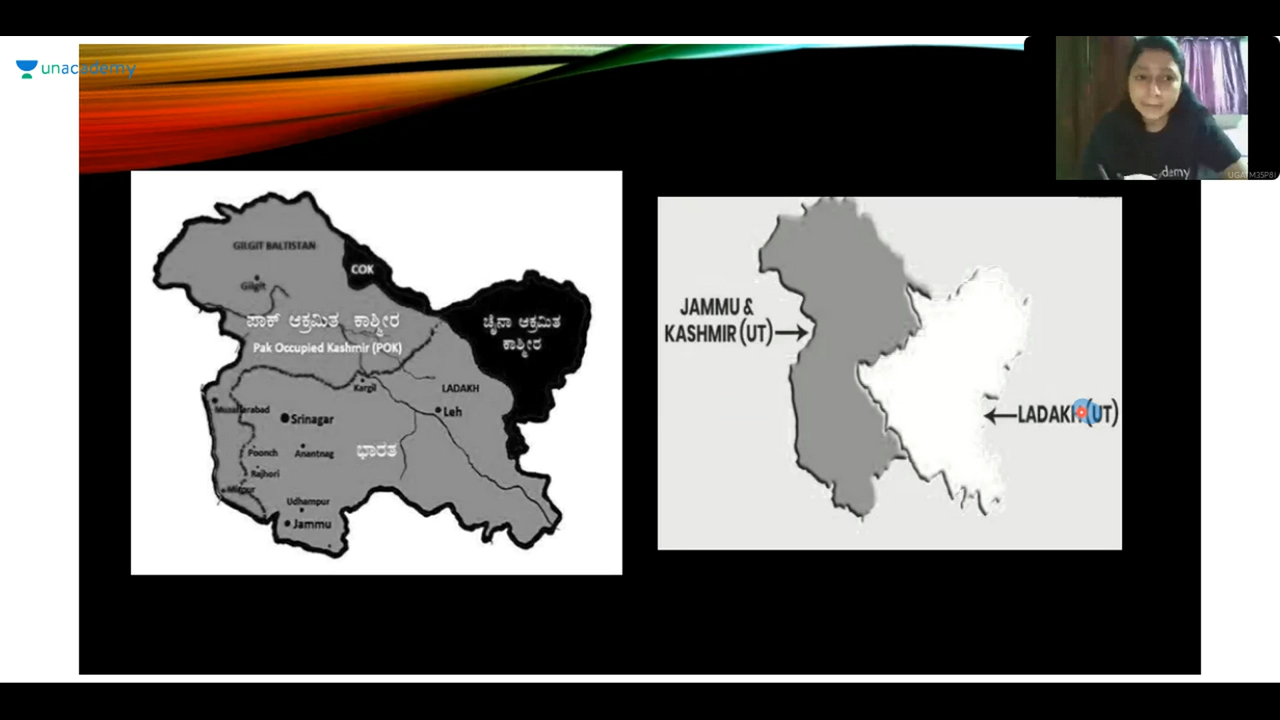 unacademy
demy
GILGIT BALTISTAN
COK
Gilgit
ಪಾಕ್ ಆಕ್ರಮಿತ ಕಾಶ್ಮೀರ
Pak Occupied Kashmir (POK)
ಚೈನಾ ಆಕ್ರಮಿತ
ಕಾಶ್ಮೀರ
Kargil
LADAKH
Leh
Muzaffarabad
Srinagar
Poonch
Anantnag
ಭಾರತ
Rajhori
Mirpur
Udhampur
Jammu
JAMMU &
KASHMIR (UT)
LADAKH (UT)